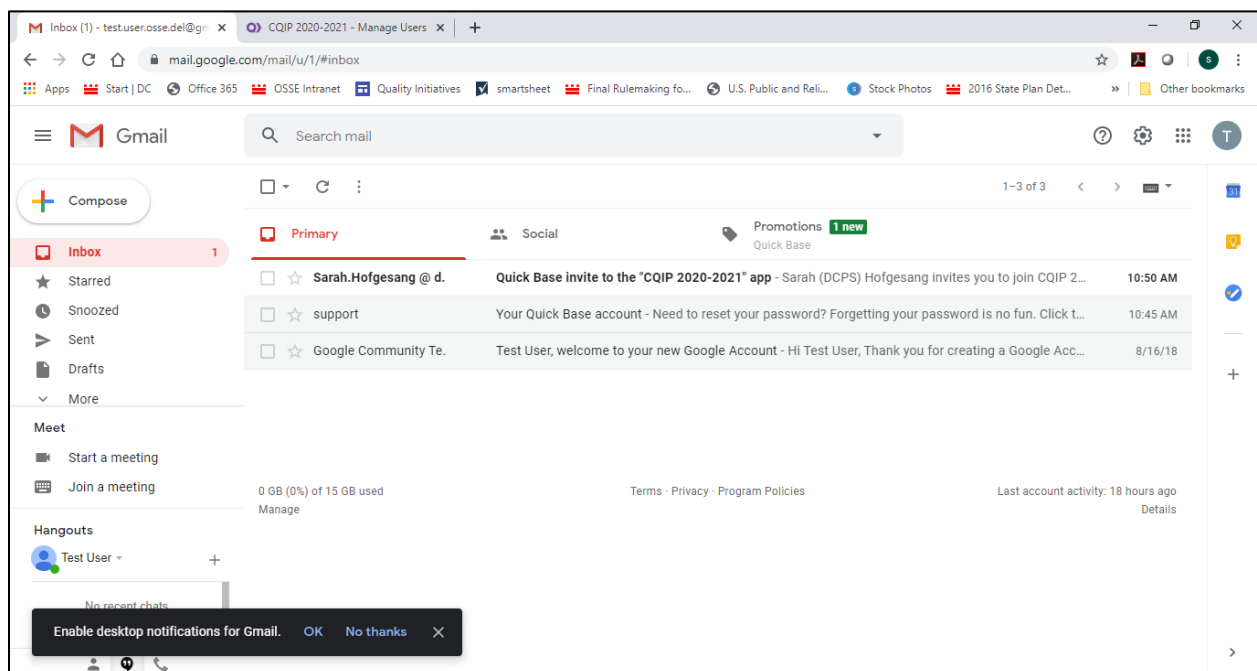 Inbox (1) - test.user.osse.del@gm
CQIP 2020-2021 - Manage Users
mail.google.com/mail/u/1/#inbox
S
Apps Start | DC Office 365 OSSE Intranet Quality Initiatives smartsheet Final Rulemaking fo... U.S. Public and Reli... Stock Photos 2016 State Plan Det... » Other bookmarks
Gmail
Search mail
T
Compose
1–3 of 3
31
Primary
Social
Promotions 1 new
Quick Base
Inbox 1
Starred
Snoozed
Sent
Drafts
More
Sarah.Hofgesang @ d. Quick Base invite to the "CQIP 2020-2021" app - Sarah (DCPS) Hofgesang invites you to join CQIP 2... 10:50 AM
support Your Quick Base account - Need to reset your password? Forgetting your password is no fun. Click t... 10:45 AM
Google Community Te. Test User, welcome to your new Google Account - Hi Test User, Thank you for creating a Google Acc... 8/16/18
Meet
Start a meeting
Join a meeting
0 GB (0%) of 15 GB used
Manage
Terms · Privacy · Program Policies
Last account activity: 18 hours ago
Details
Hangouts
Test User
No recent chats
Enable desktop notifications for Gmail. OK No thanks